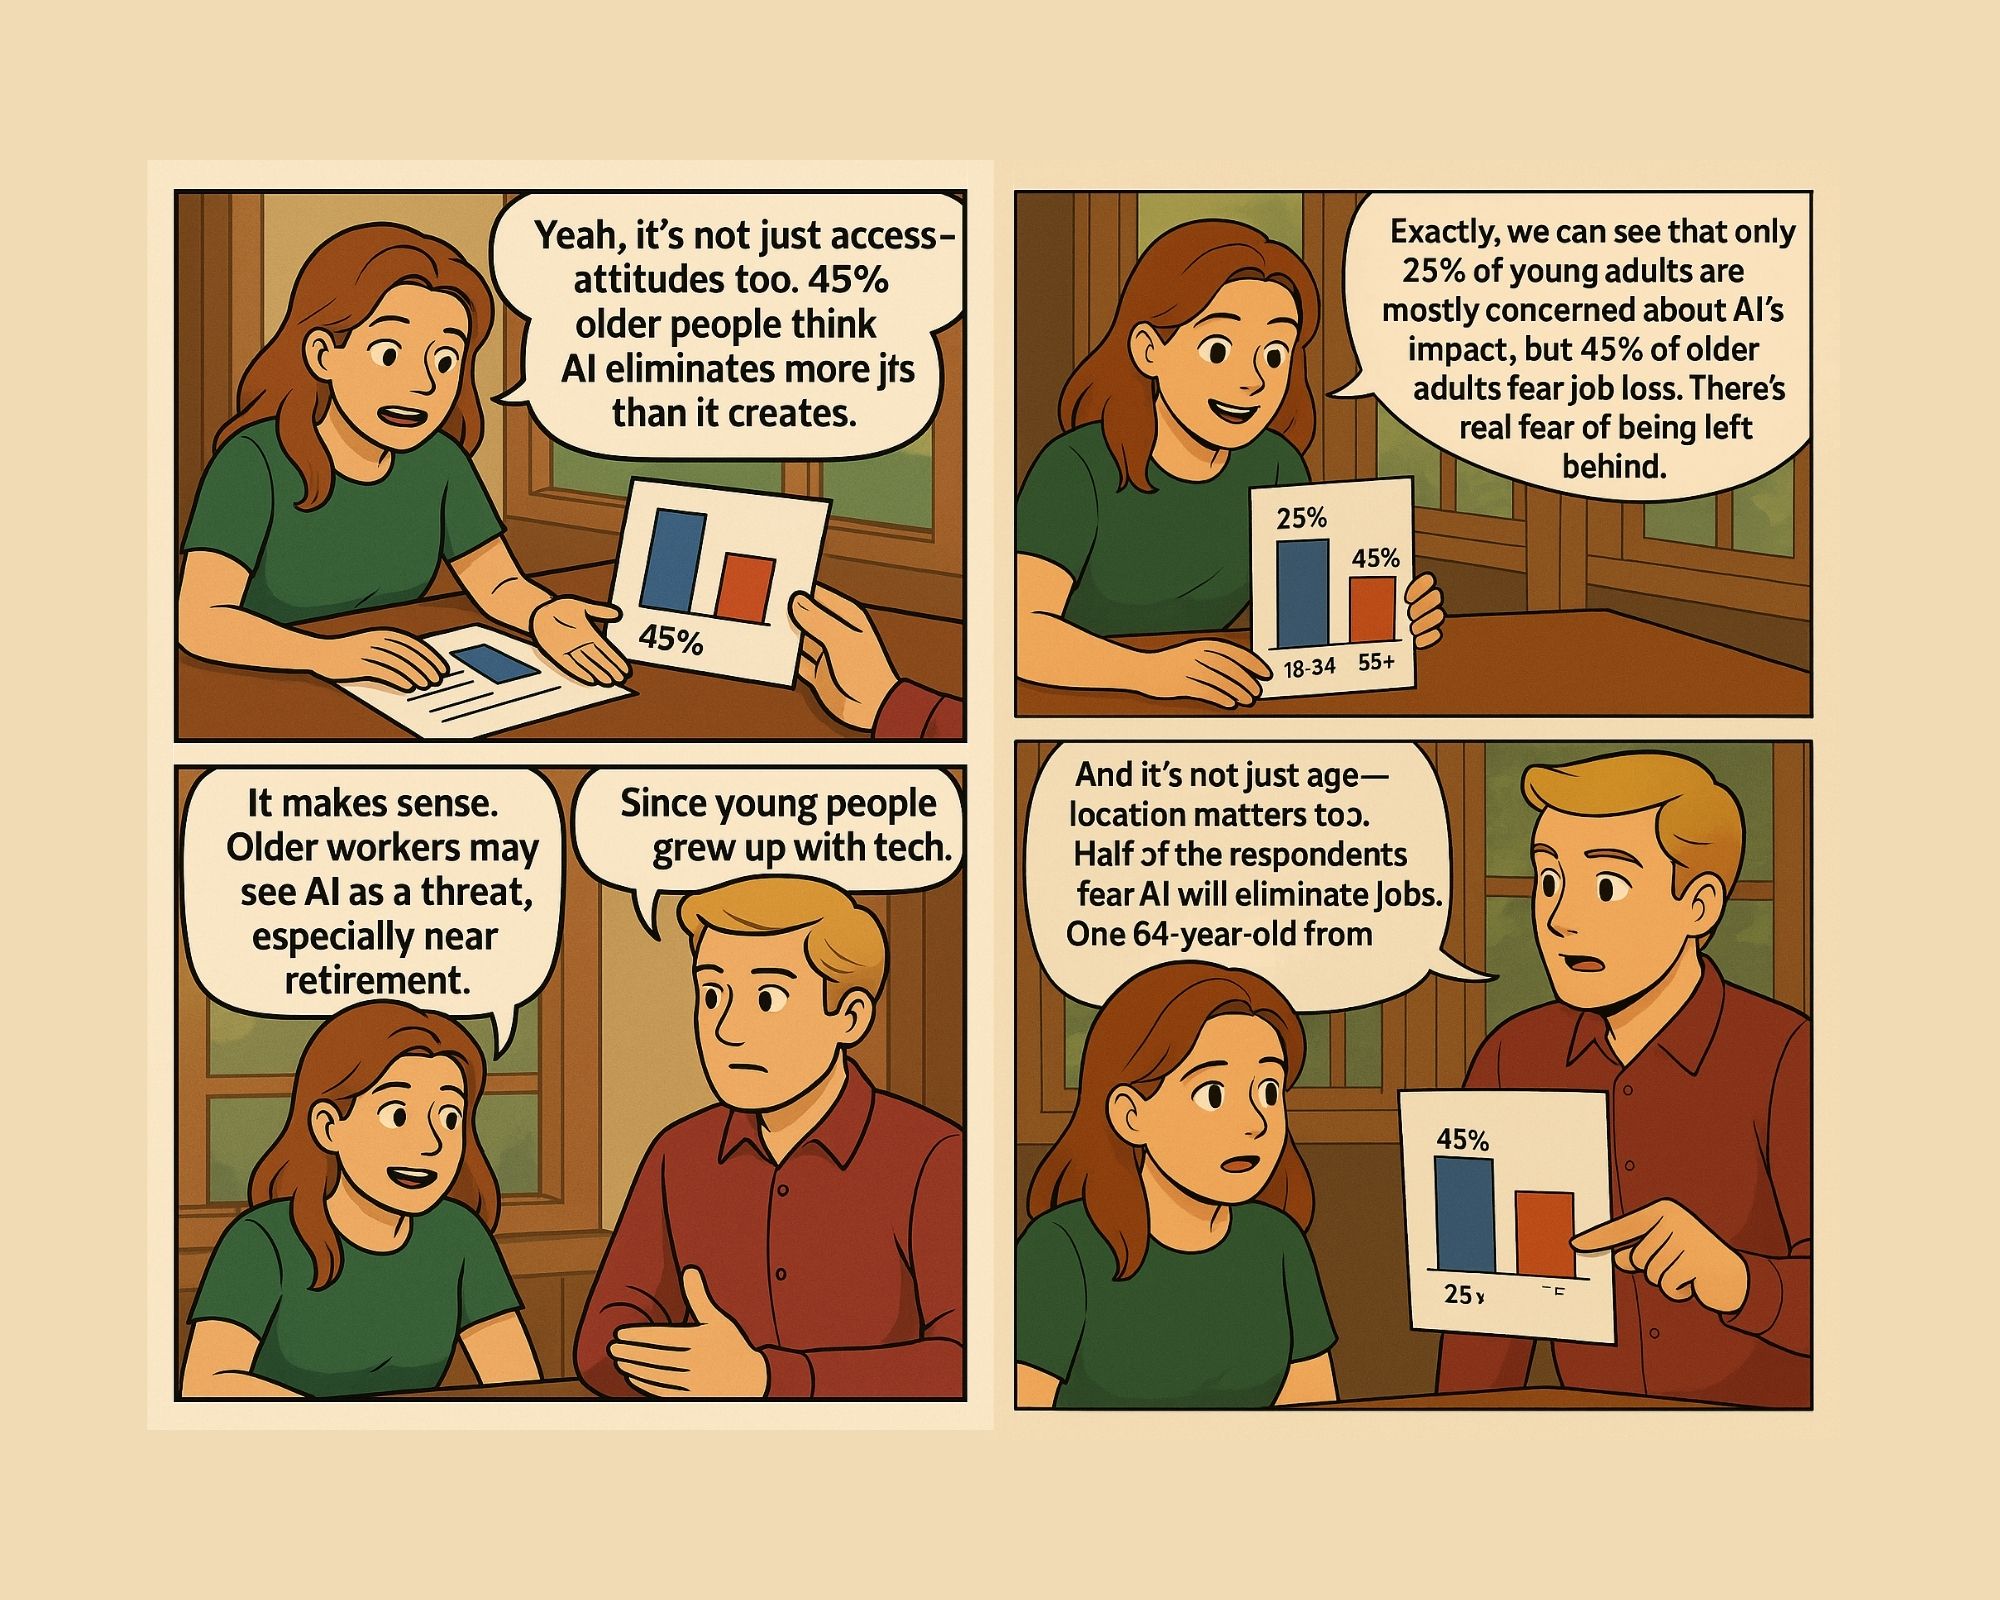 Yeah, it's not just access–
attitudes too. 45%
older people think
AI eliminates more
than it creates.
45%
It makes sense.
Older workers may
see AI as a threat,
especially near
retirement.
Since young people
grew up with tech.
Exactly, we can see that only
25% of young adults are
mostly concerned about AI's
impact, but 45% of older
adults fear job loss. There's
real fear of being left
behind.
25%
45%
18-34 55+
And it's not just age—
location matters too.
Half of the respondents
fear AI will eliminate Jobs.
One 64-year-old from
45%
25